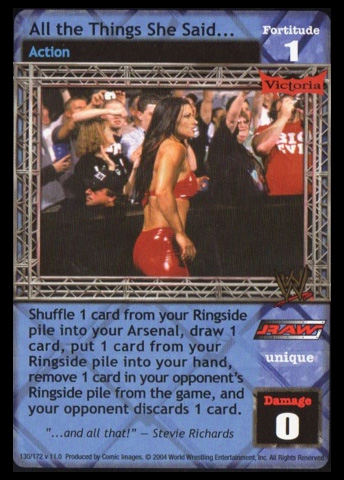 All the Things She Said...
Fortitude
1
Action
Victoria
Shuffle 1 card from your Ringside
pile into your Arsenal, draw 1
card, put 1 card from your
Ringside pile into your hand,
remove 1 card in your opponent's
Ringside pile from the game, and
your opponent discards 1 card.
"...and all that!" — Stevie Richards
W
RAW
unique
Damage
0
130/172 v 11.0 Produced by Comic Images. © 2004 World Wrestling Entertainment, Inc. All Rights Reserved.